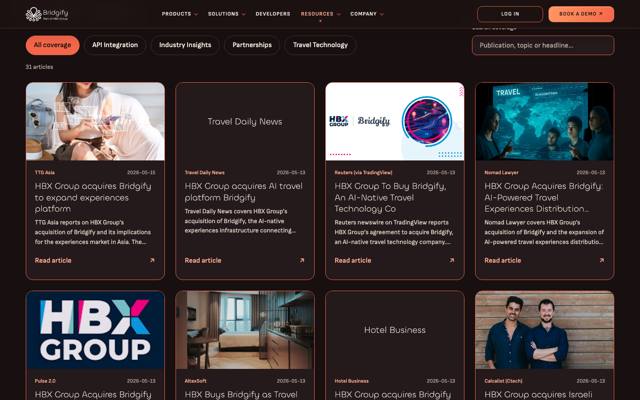 Bridgify
PRODUCTS
SOLUTIONS
DEVELOPERS
RESOURCES
COMPANY
LOG IN
BOOK A DEMO ↗
All coverage
API Integration
Industry Insights
Partnerships
Travel Technology
Publication, topic or headline...
31 articles
TTG Asia 2026-05-15
HBX Group acquires Bridgify
to expand experiences
platform
TTG Asia reports on HBX Group's
acquisition of Bridgify and its implications
for the experiences market in Asia. The...
Read article ↗
Travel Daily News
Travel Daily News 2026-05-13
HBX Group acquires AI travel
platform Bridgify
Travel Daily News covers HBX Group's
acquisition of Bridgify, the AI-native
experiences infrastructure connecting...
Read article ↗
HBX
GROUP
Bridgify
Reuters (via TradingView) 2026-05-13
HBX Group To Buy Bridgify,
An AI-Native Travel
Technology Co
Reuters newswire on TradingView reports
HBX Group's agreement to acquire Bridgify,
an AI-native travel technology company....
Read article ↗
TRAVEL
Nomad Lawyer 2026-05-13
HBX Group Acquires Bridgify:
AI-Powered Travel
Experiences Distribution...
Nomad Lawyer covers HBX Group's
acquisition of Bridgify and the expansion of
AI-powered travel experiences distributio...
Read article ↗
HBX
GROUP
Pulse 2.0 2026-05-13
HBX Group Acquires Bridgify
AltexSoft 2026-05-13
HBX Buys Bridgify as Travel
Hotel Business
Hotel Business 2026-05-13
HBX Group acquires Bridgify
Calcalist (Ctech) 2026-05-13
HBX Group acquires Israeli